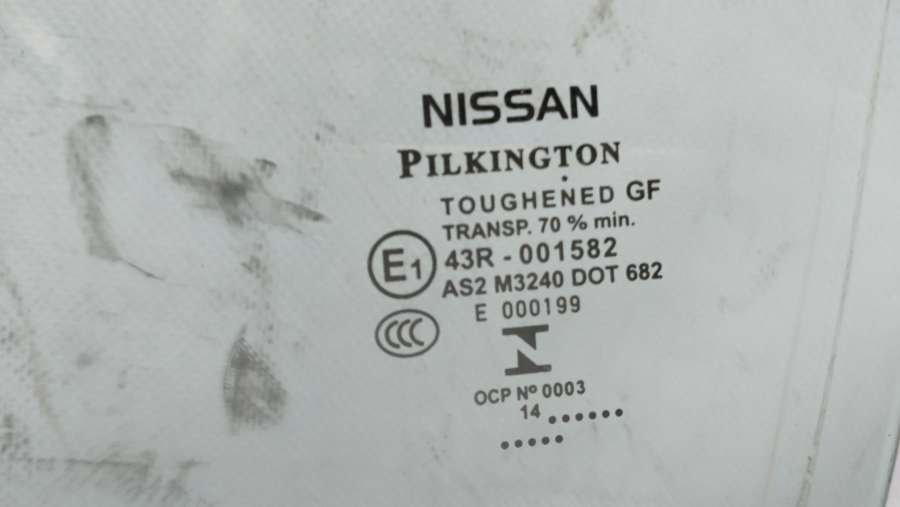 NISSAN
PILKINGTON
TOUGHENED GF
TRANSP. 70 % min.
E1 43R - 001582
AS2 M3240 DOT 682
E 000199
CCC
OCP Nº 0003
14 ......
.....